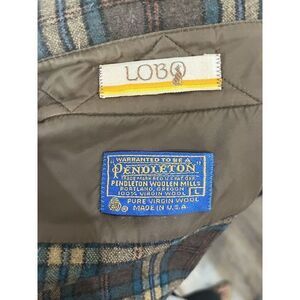 LOBO
WARRANTED TO BE A
"PENDLETON"
TRADE MARK REG. U.S. PAT. OFF.
PENDLETON WOOLEN MILLS
PORTLAND, OREGON
100% VIRGIN WOOL
L
PURE VIRGIN WOOL
MADE IN U.S.A.